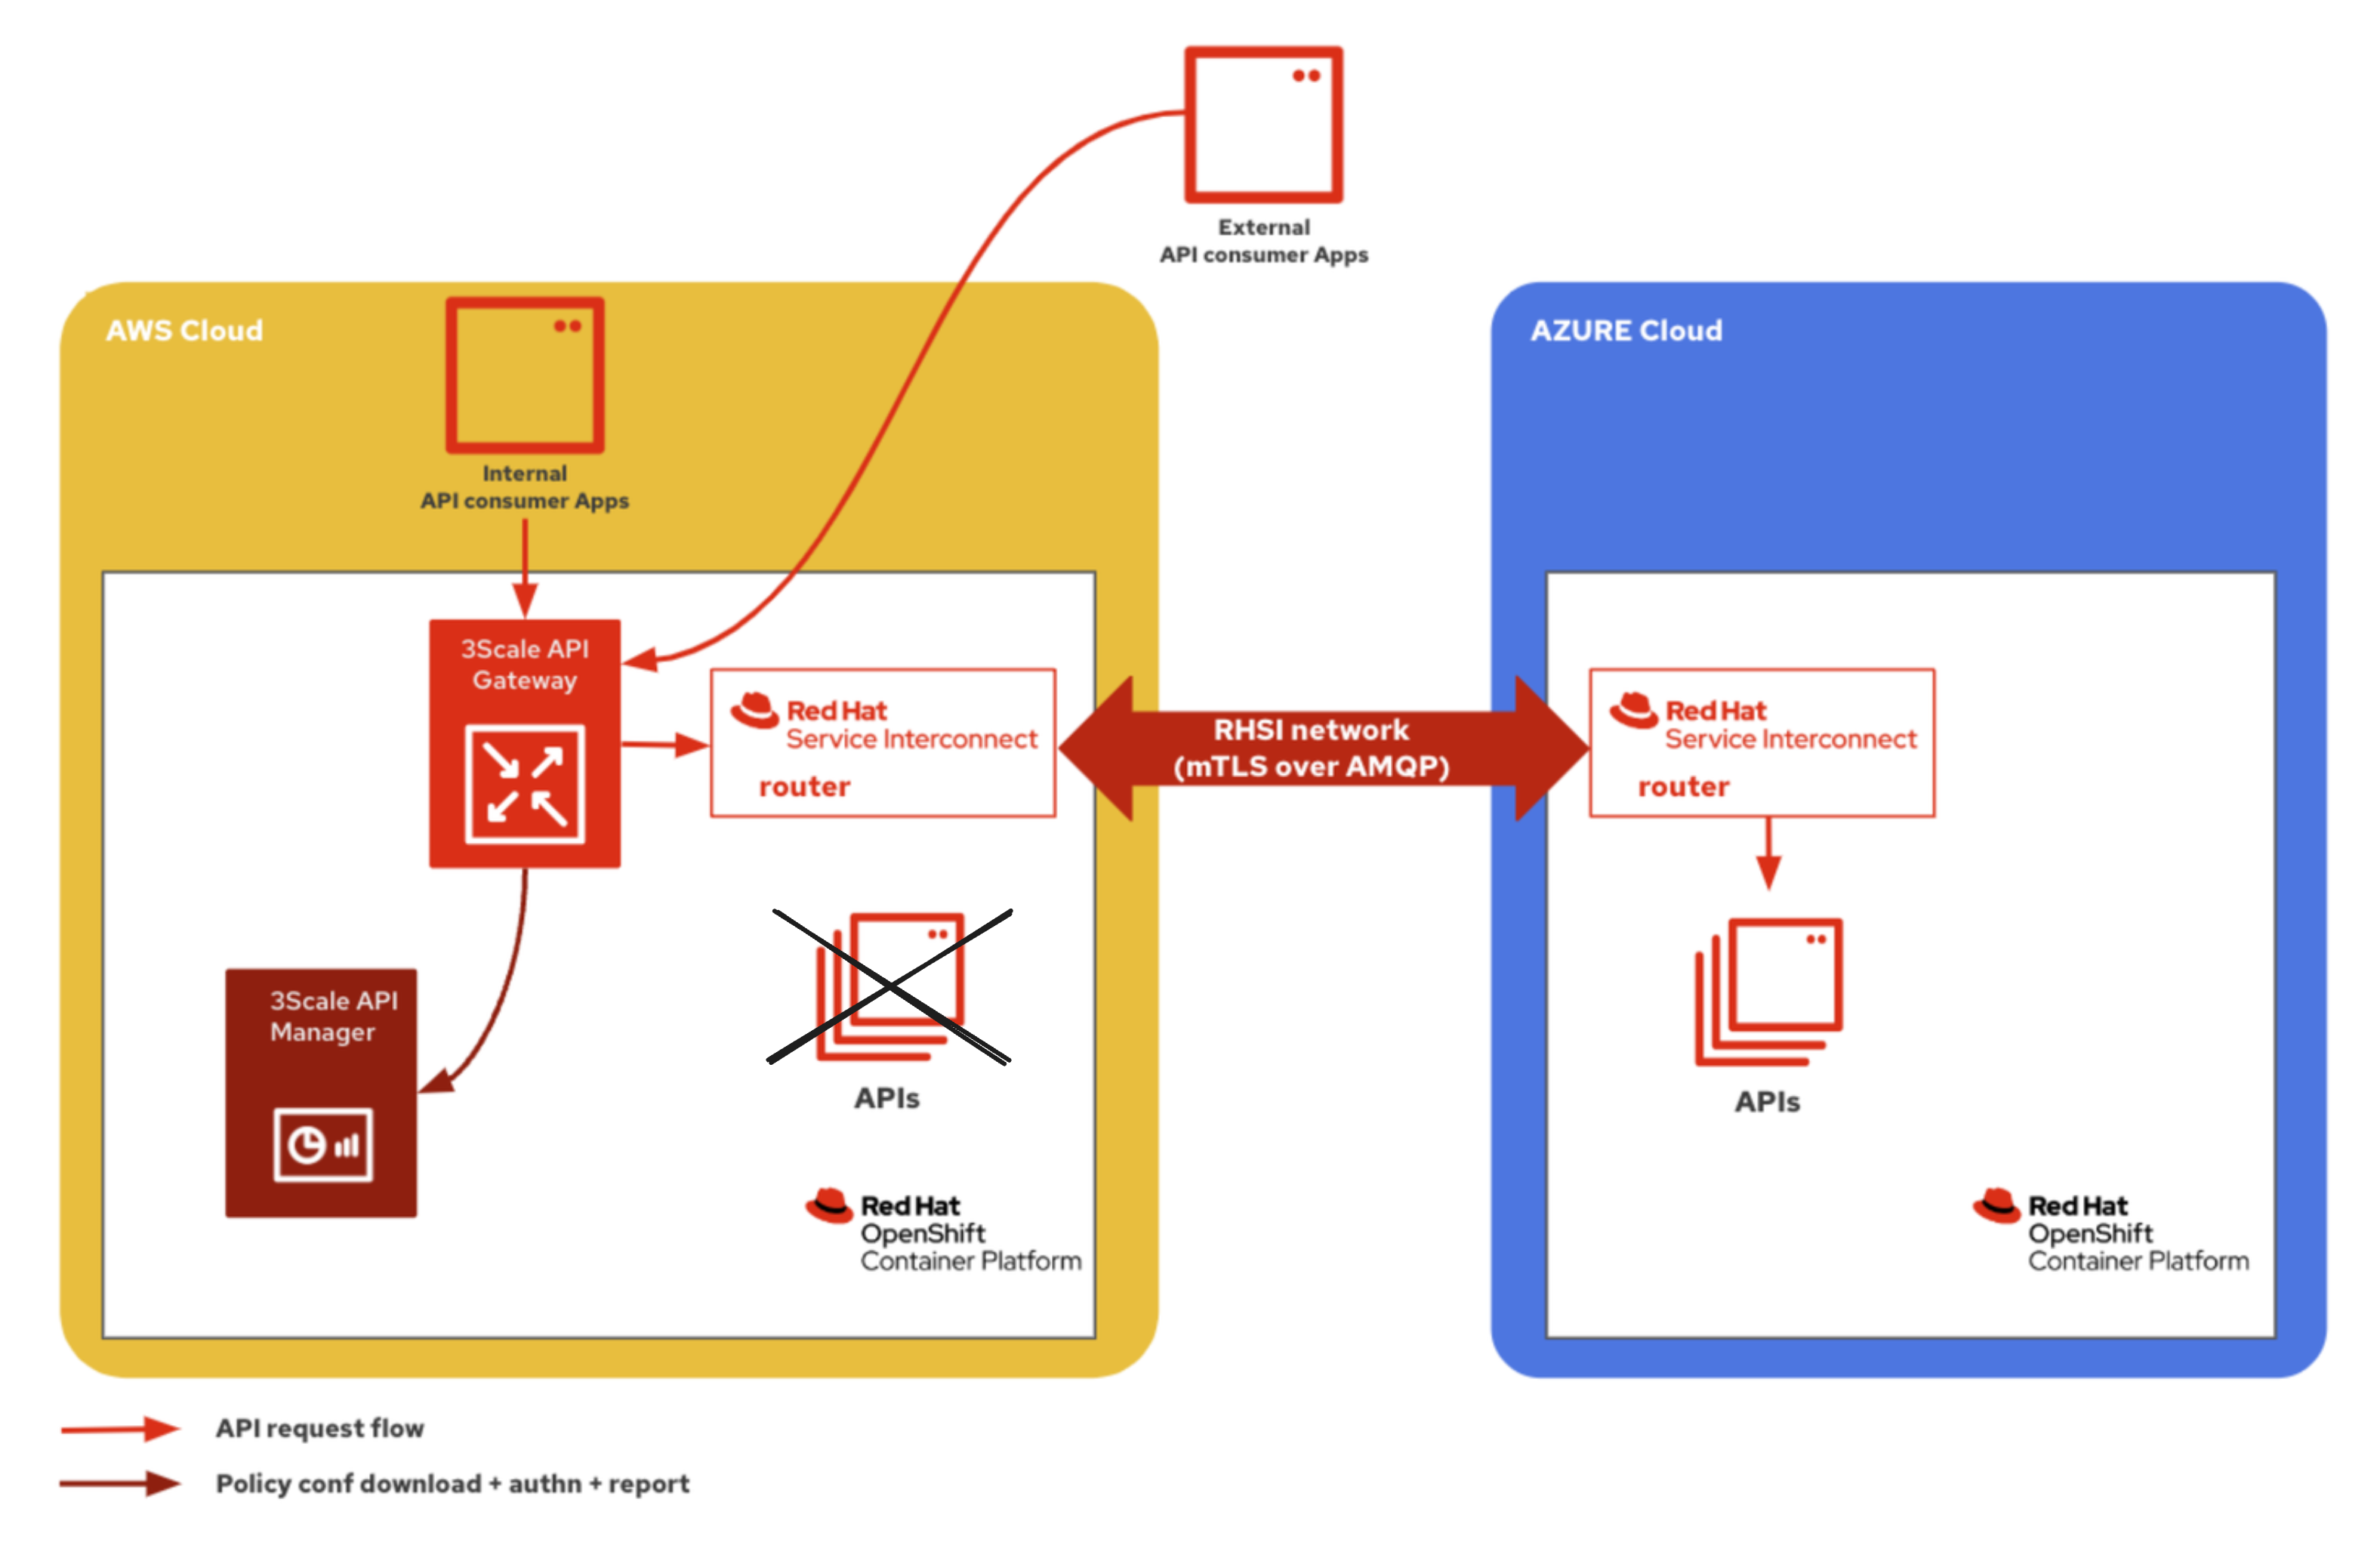 External
API consumer Apps
AWS Cloud
Internal
API consumer Apps
AZURE Cloud
3Scale API
Gateway
Red Hat
Service Interconnect
router
RHSI network
(mTLS over AMQP)
Red Hat
Service Interconnect
router
3Scale API
Manager
APIs
APIs
Red Hat
OpenShift
Container Platform
Red Hat
OpenShift
Container Platform
API request flow
Policy conf download + authn + report